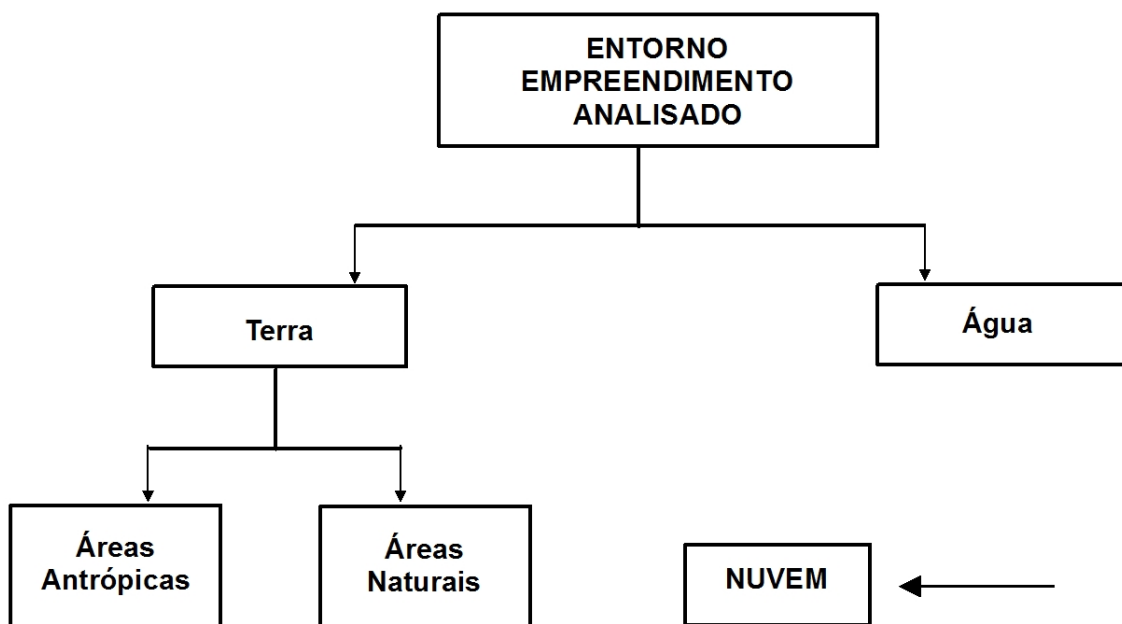 ENTORNO
EMPREENDIMENTO
ANALISADO
Terra
Água
Áreas
Antrópicas
Áreas
Naturais
NUVEM